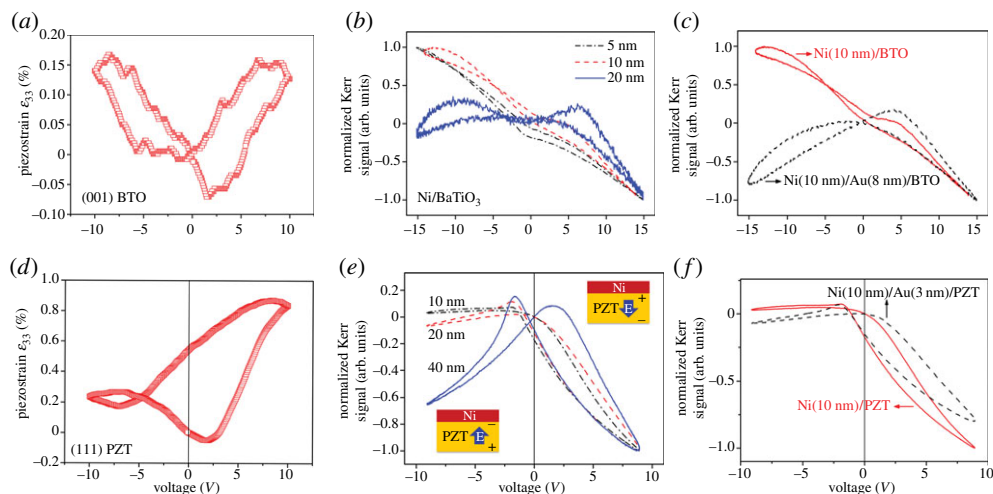 (a)
0.20
0.15
0.10
0.05
0
−0.05
−0.10
piezostrain ε33 (%)
(001) BTO
−10 −5 0 5 10
(b)
1.0
0.5
0
−0.5
−1.0
normalized Kerr
signal (arb. units)
5 nm
10 nm
20 nm
Ni/BaTiO3
−15 −10 −5 0 5 10 15
(c)
1.0
0.5
0
−0.5
−1.0
normalized Kerr
signal (arb. units)
Ni(10 nm)/BTO
Ni(10 nm)/Au(8 nm)/BTO
−15 −10 −5 0 5 10 15
(d)
1.0
0.8
0.6
0.4
0.2
0
0.2
piezostrain ε33 (%)
(111) PZT
−10 −5 0 5 10
voltage (V)
(e)
0.2
0
−0.2
−0.4
−0.6
−0.8
−1.0
normalized Kerr
signal (arb. units)
10 nm
20 nm
40 nm
Ni
+
PZT E
−
Ni
−
PZT E
+
−10 −5 0 5 10
voltage (V)
(f)
0.5
0
−0.5
−1.0
normalized Kerr
signal (arb. units)
Ni(10 nm)/Au(3 nm)/PZT
Ni(10 nm)/PZT
−10 −5 0 5 10
voltage (V)